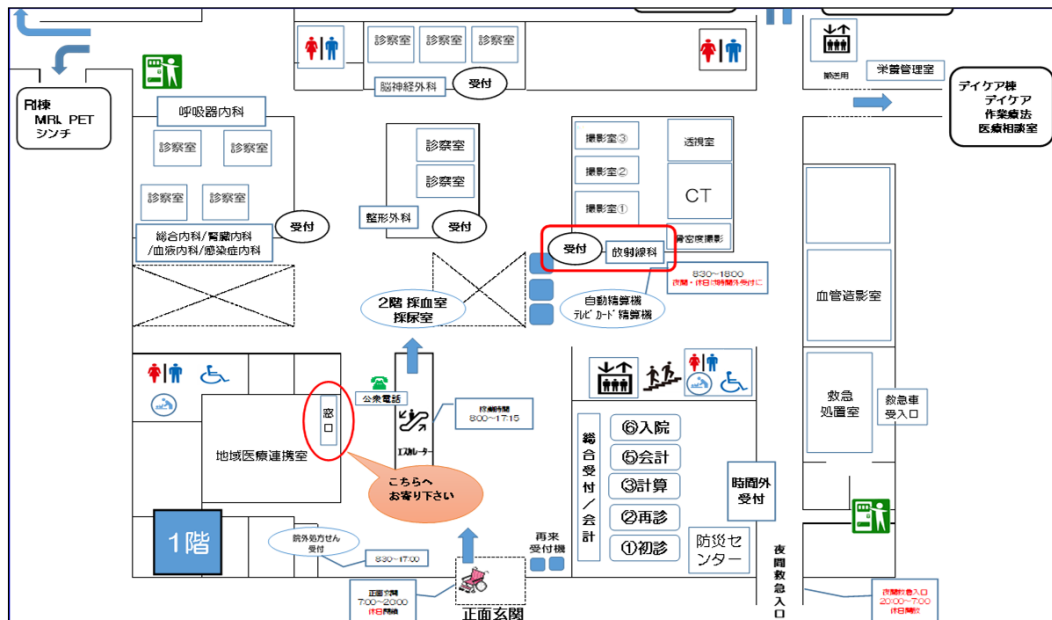 診察室
診察室
診察室
脳神経外科
受付
搬送用
栄養管理室
RI棟
MRI、PET
シンチ
デイケア棟
デイケア
作業療法
医療相談室
呼吸器内科
診察室
診察室
診察室
診察室
総合内科/腎臓内科
/血液内科/感染症内科
受付
診察室
診察室
整形外科
受付
撮影室③
撮影室②
撮影室①
透視室
CT
骨密度撮影
受付
放射線科
8:30~18:00
夜間・休日は時間外受付に
自動精算機
テレビカード精算機
2階 採血室
採尿室
血管造影室
公衆電話
窓口
地域医療連携室
稼働時間
8:00~17:15
エスカレーター
こちらへ
お寄り下さい
総合受付/会計
⑥入院
⑤会計
③計算
②再診
①初診
時間外
受付
防災セ
ンター
救急
処置室
救急車
受入口
1階
院外処方せん
受付
8:30~17:00
再来
受付機
正面玄関
7:00~20:00
休日閉鎖
正面玄関
夜間救急入口
夜間救急入口
20:00~7:00
休日開放